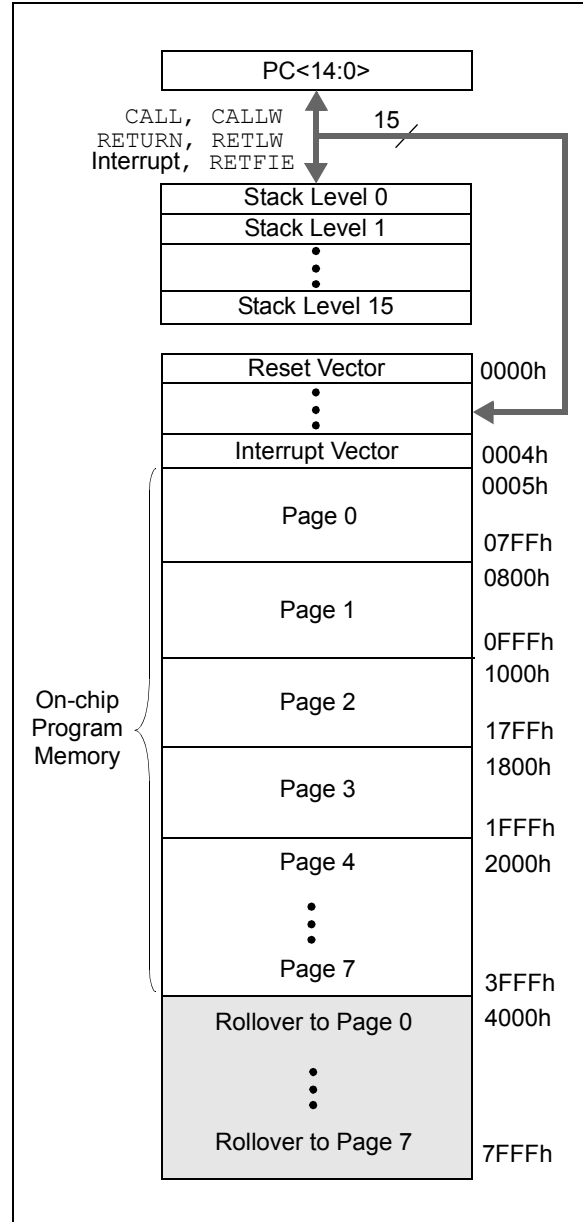 PC<14:0>
CALL, CALLW
RETURN, RETLW
Interrupt, RETFIE
15
Stack Level 0
Stack Level 1
Stack Level 15
Reset Vector
0000h
Interrupt Vector
0004h
0005h
Page 0
07FFh
0800h
Page 1
0FFFh
1000h
Page 2
17FFh
On-chip
Program
Memory
1800h
Page 3
1FFFh
Page 4
2000h
Page 7
3FFFh
Rollover to Page 0
4000h
Rollover to Page 7
7FFFh